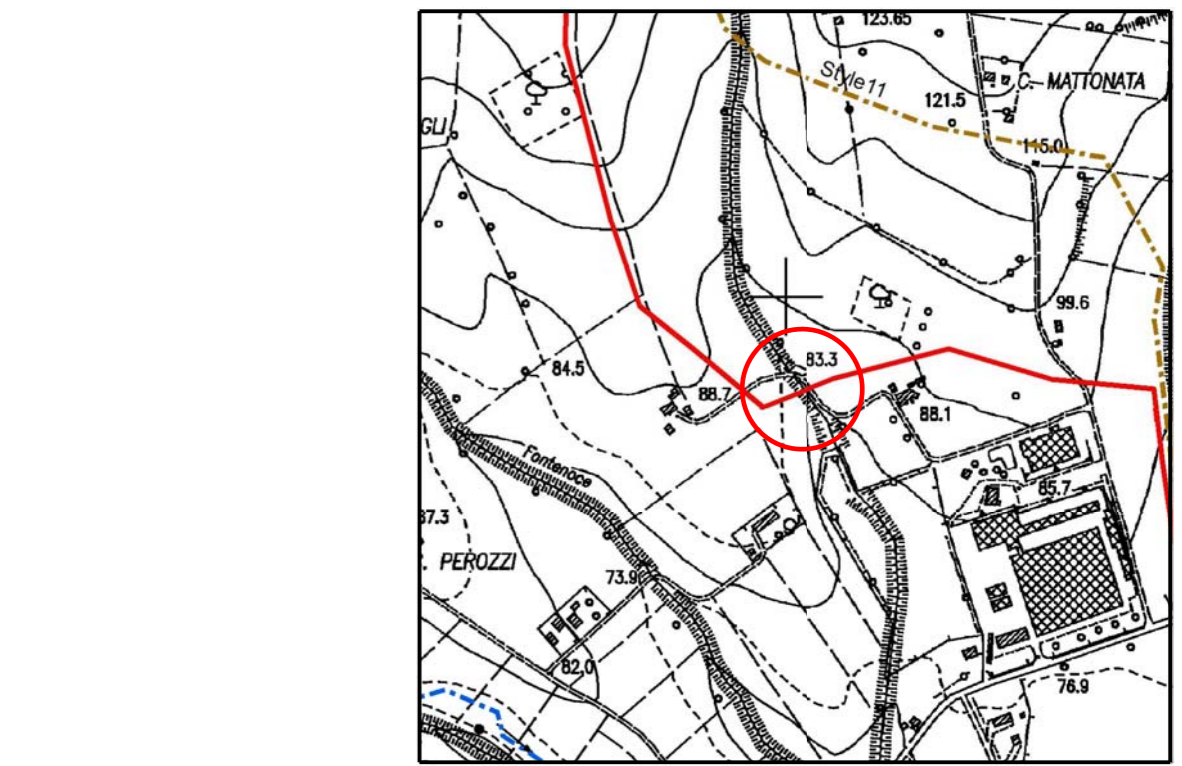 123.65
Style11
C. MATTONATA
121.5
GLI
115.0
99.6
83.3
84.5
88.7
88.1
Fontenoce
85.7
87.3
. PEROZZI
73.9
82.0
76.9